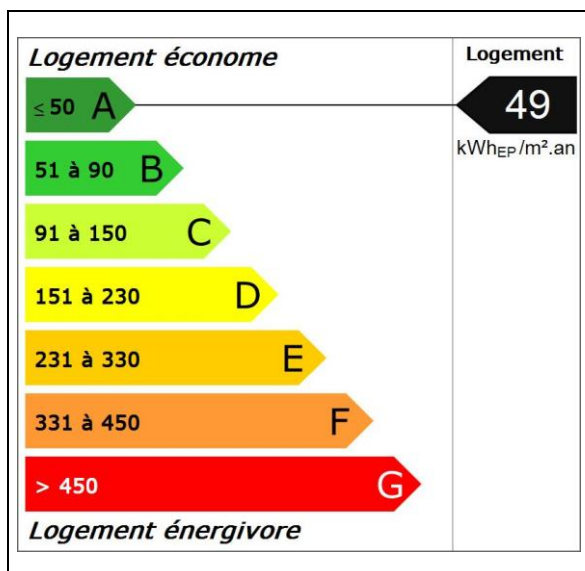 Logement économe
Logement
≤ 50 A
49
kWhEP/m².an
51 à 90 B
91 à 150 C
151 à 230 D
231 à 330 E
331 à 450 F
> 450 G
Logement énergivore